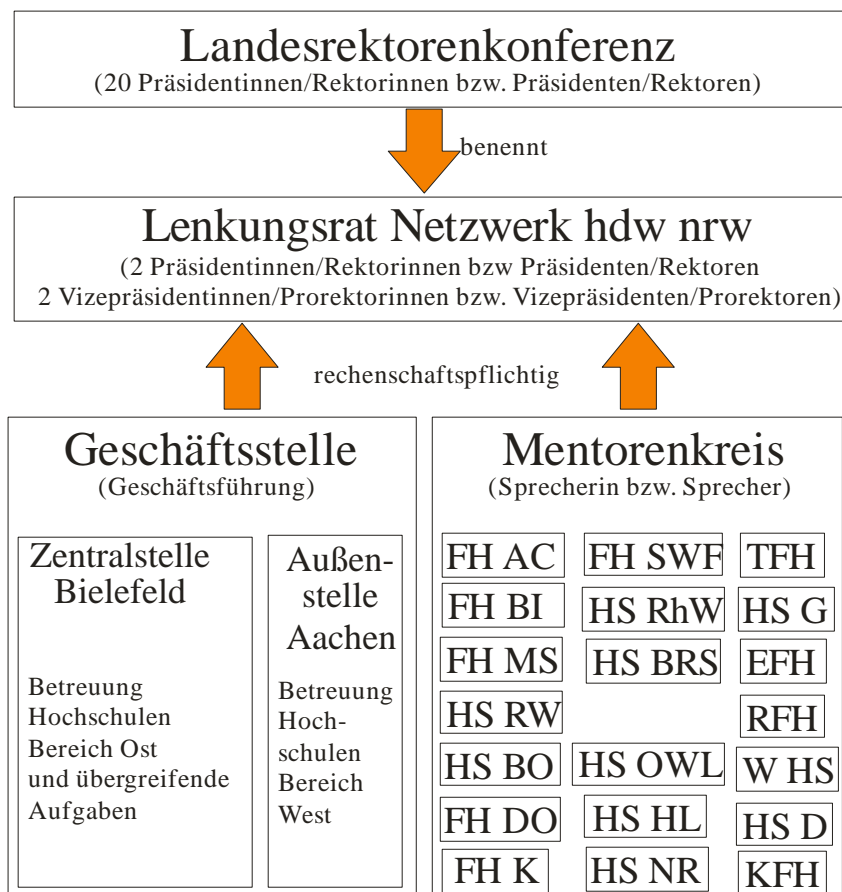 Landesrektorenkonferenz
(20 Präsidentinnen/Rektorinnen bzw. Präsidenten/Rektoren)
benennt
Lenkungsrat Netzwerk hdw nrw
(2 Präsidentinnen/Rektorinnen bzw Präsidenten/Rektoren
2 Vizepräsidentinnen/Prorektorinnen bzw. Vizepräsidenten/Prorektoren)
rechenschaftspflichtig
Geschäftsstelle
(Geschäftsführung)
Zentralstelle
Bielefeld
Betreuung
Hochschulen
Bereich Ost
und übergreifende
Aufgaben
Außen-
stelle
Aachen
Betreuung
Hoch-
schulen
Bereich
West
Mentorenkreis
(Sprecherin bzw. Sprecher)
FH AC
FH SWF
TFH
FH BI
HS RhW
HS G
FH MS
HS BRS
EFH
HS RW
RFH
HS BO
HS OWL
W HS
FH DO
HS HL
HS D
FH K
HS NR
KFH